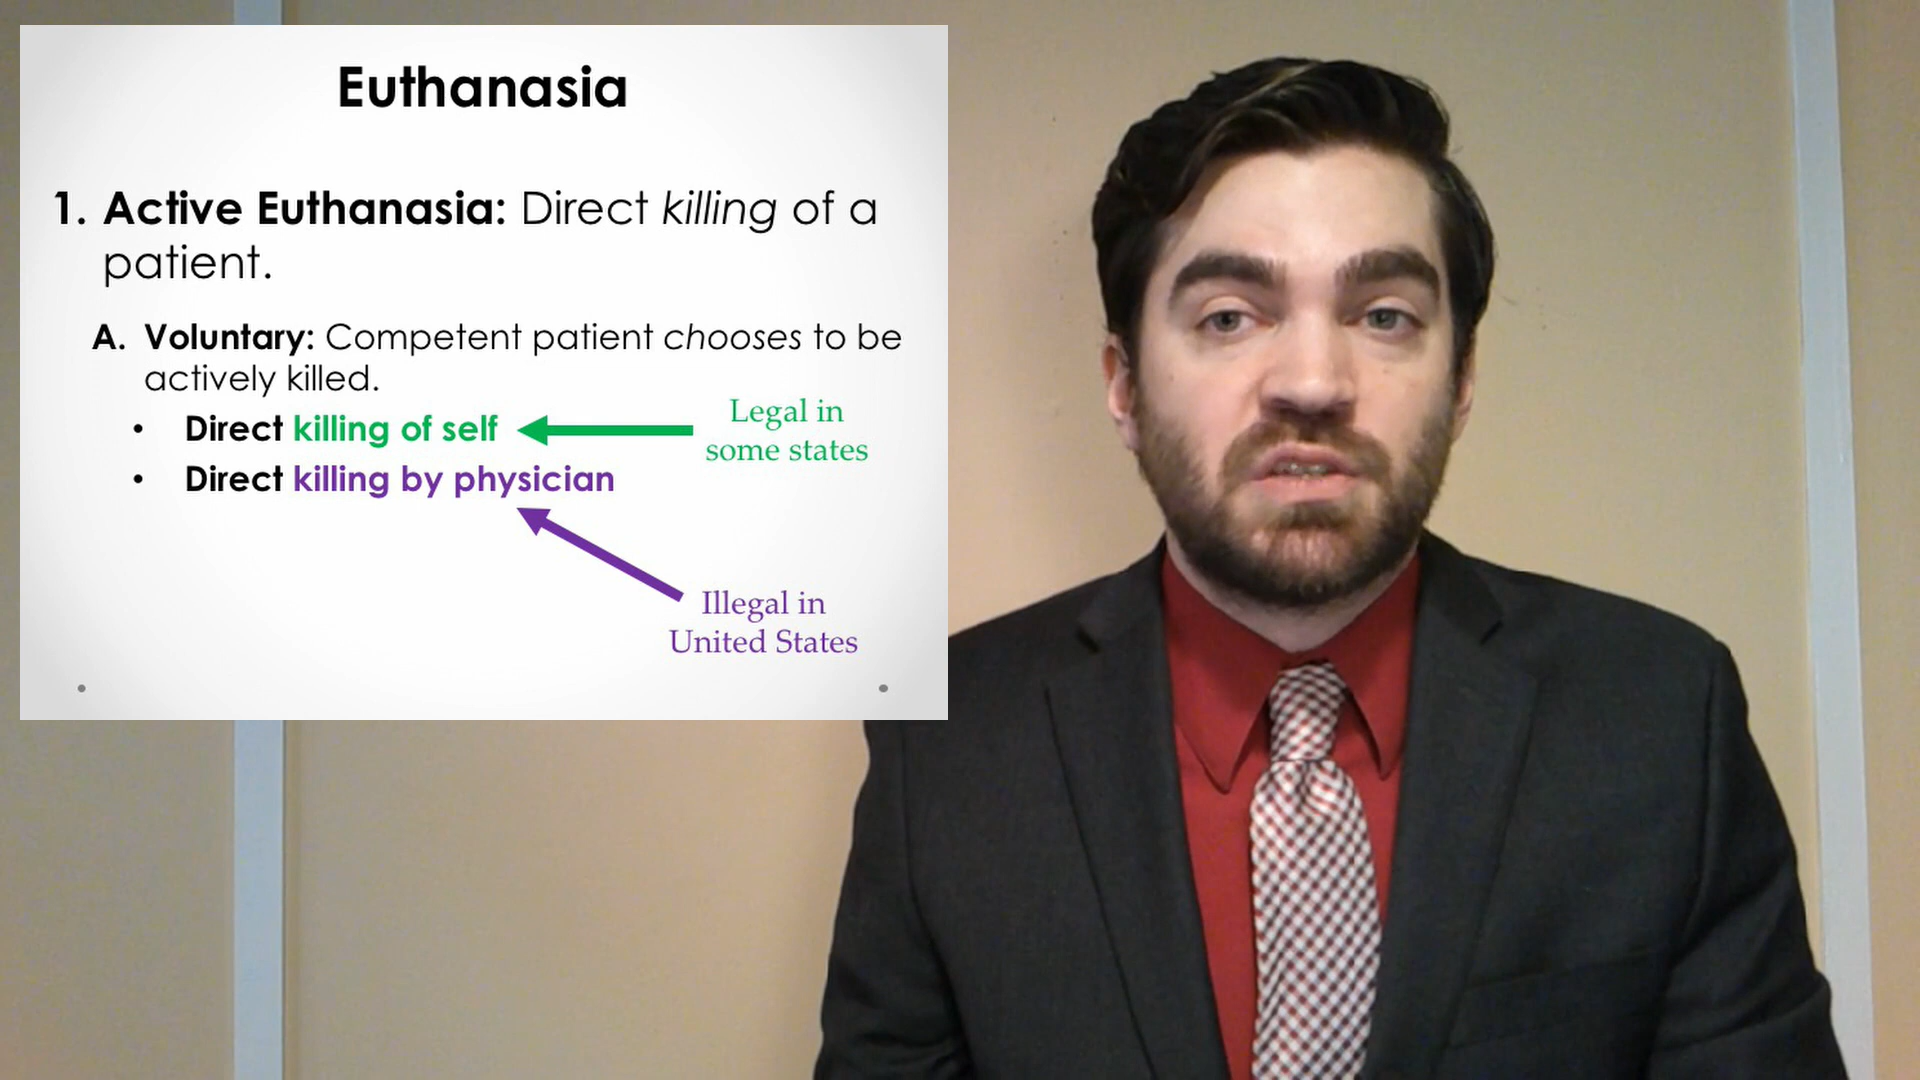 Euthanasia
1. Active Euthanasia: Direct killing of a
patient.
A. Voluntary: Competent patient chooses to be
actively killed.
• Direct killing of self
Legal in
some states
• Direct killing by physician
Illegal in
United States